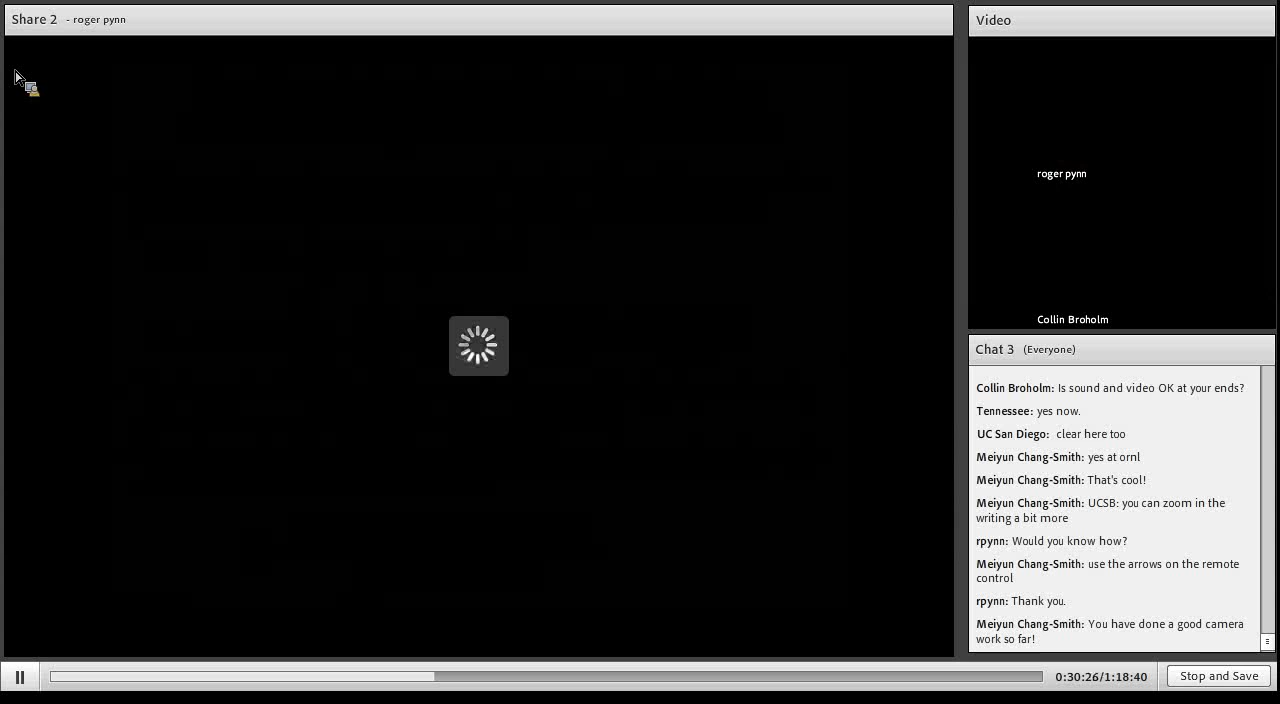 Share 2 - roger pynn
Video
roger pynn
Collin Broholm
Chat 3 (Everyone)
Collin Broholm: Is sound and video OK at your ends?
Tennessee: yes now.
UC San Diego: clear here too
Meiyun Chang-Smith: yes at ornl
Meiyun Chang-Smith: That's cool!
Meiyun Chang-Smith: UCSB: you can zoom in the
writing a bit more
rpynn: Would you know how?
Meiyun Chang-Smith: use the arrows on the remote
control
rpynn: Thank you.
Meiyun Chang-Smith: You have done a good camera
work so far!
0:30:26/1:18:40
Stop and Save